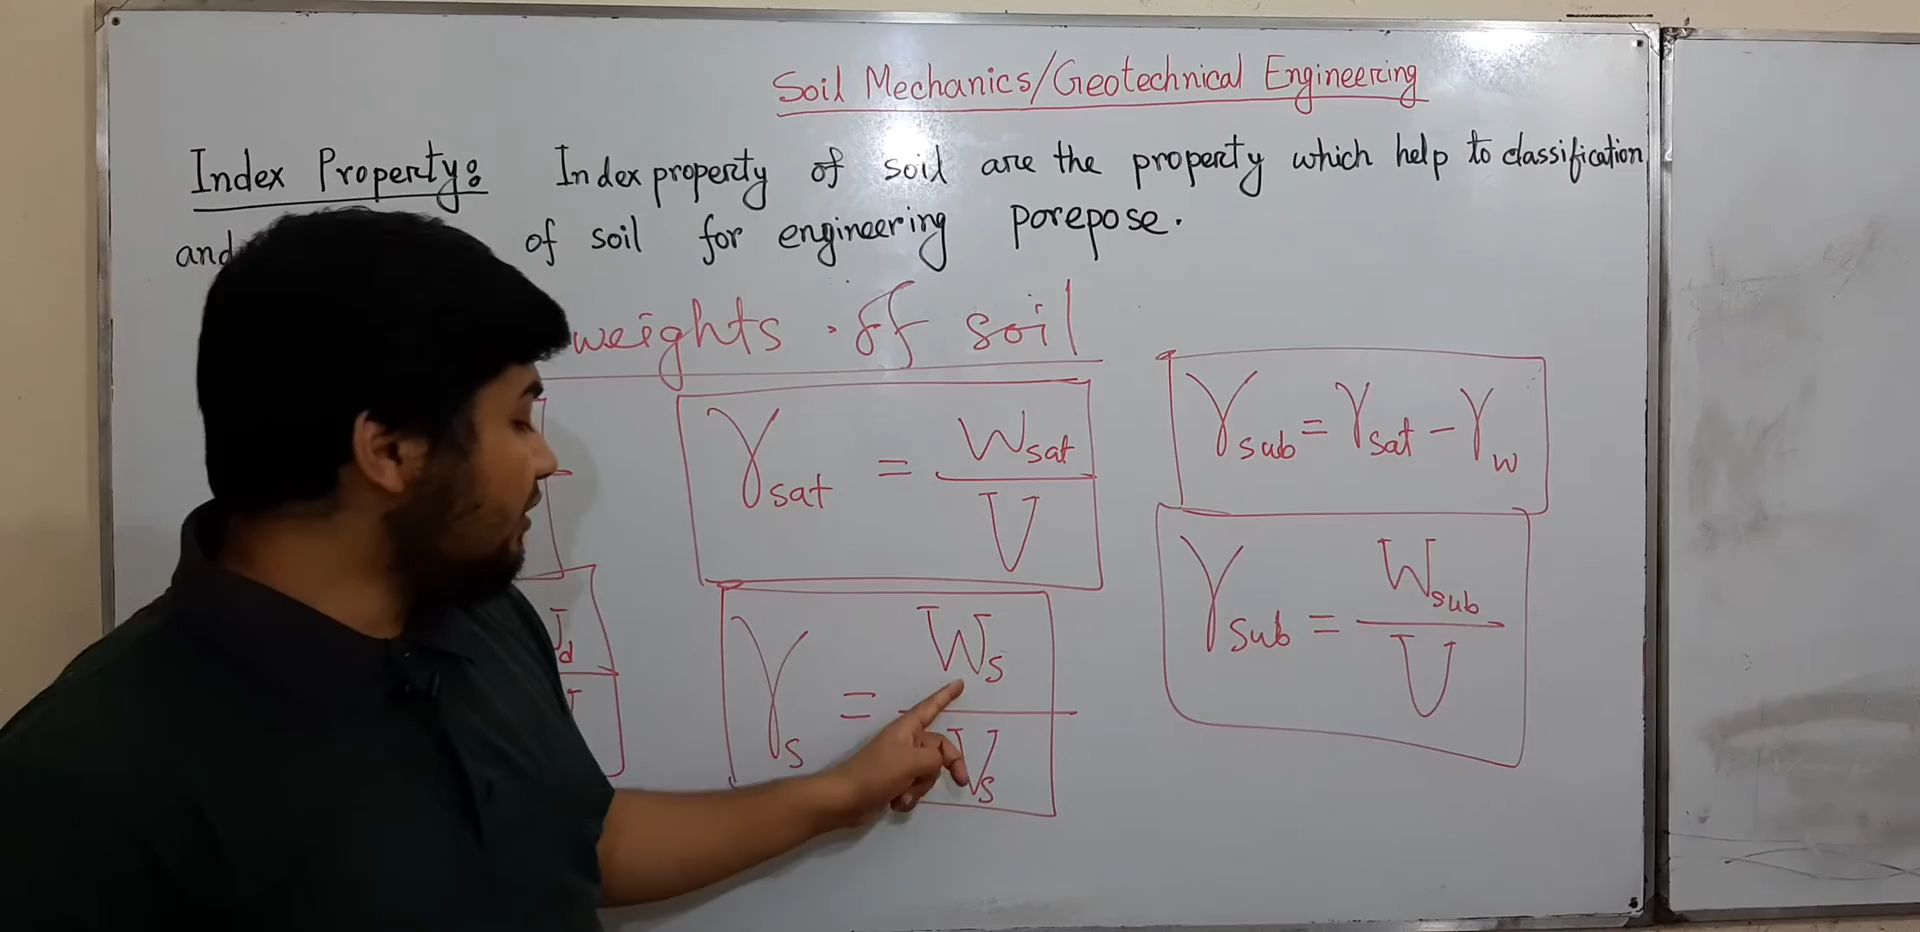 Soil Mechanics/Geotechnical Engineering
Index Property: Index property of soil are the property which help to classification
and of soil for engineering porepose.
weights off soil
γsat = Wsat / V
γsub = γsat - γw
γs = Ws / Vs
γsub = Wsub / V